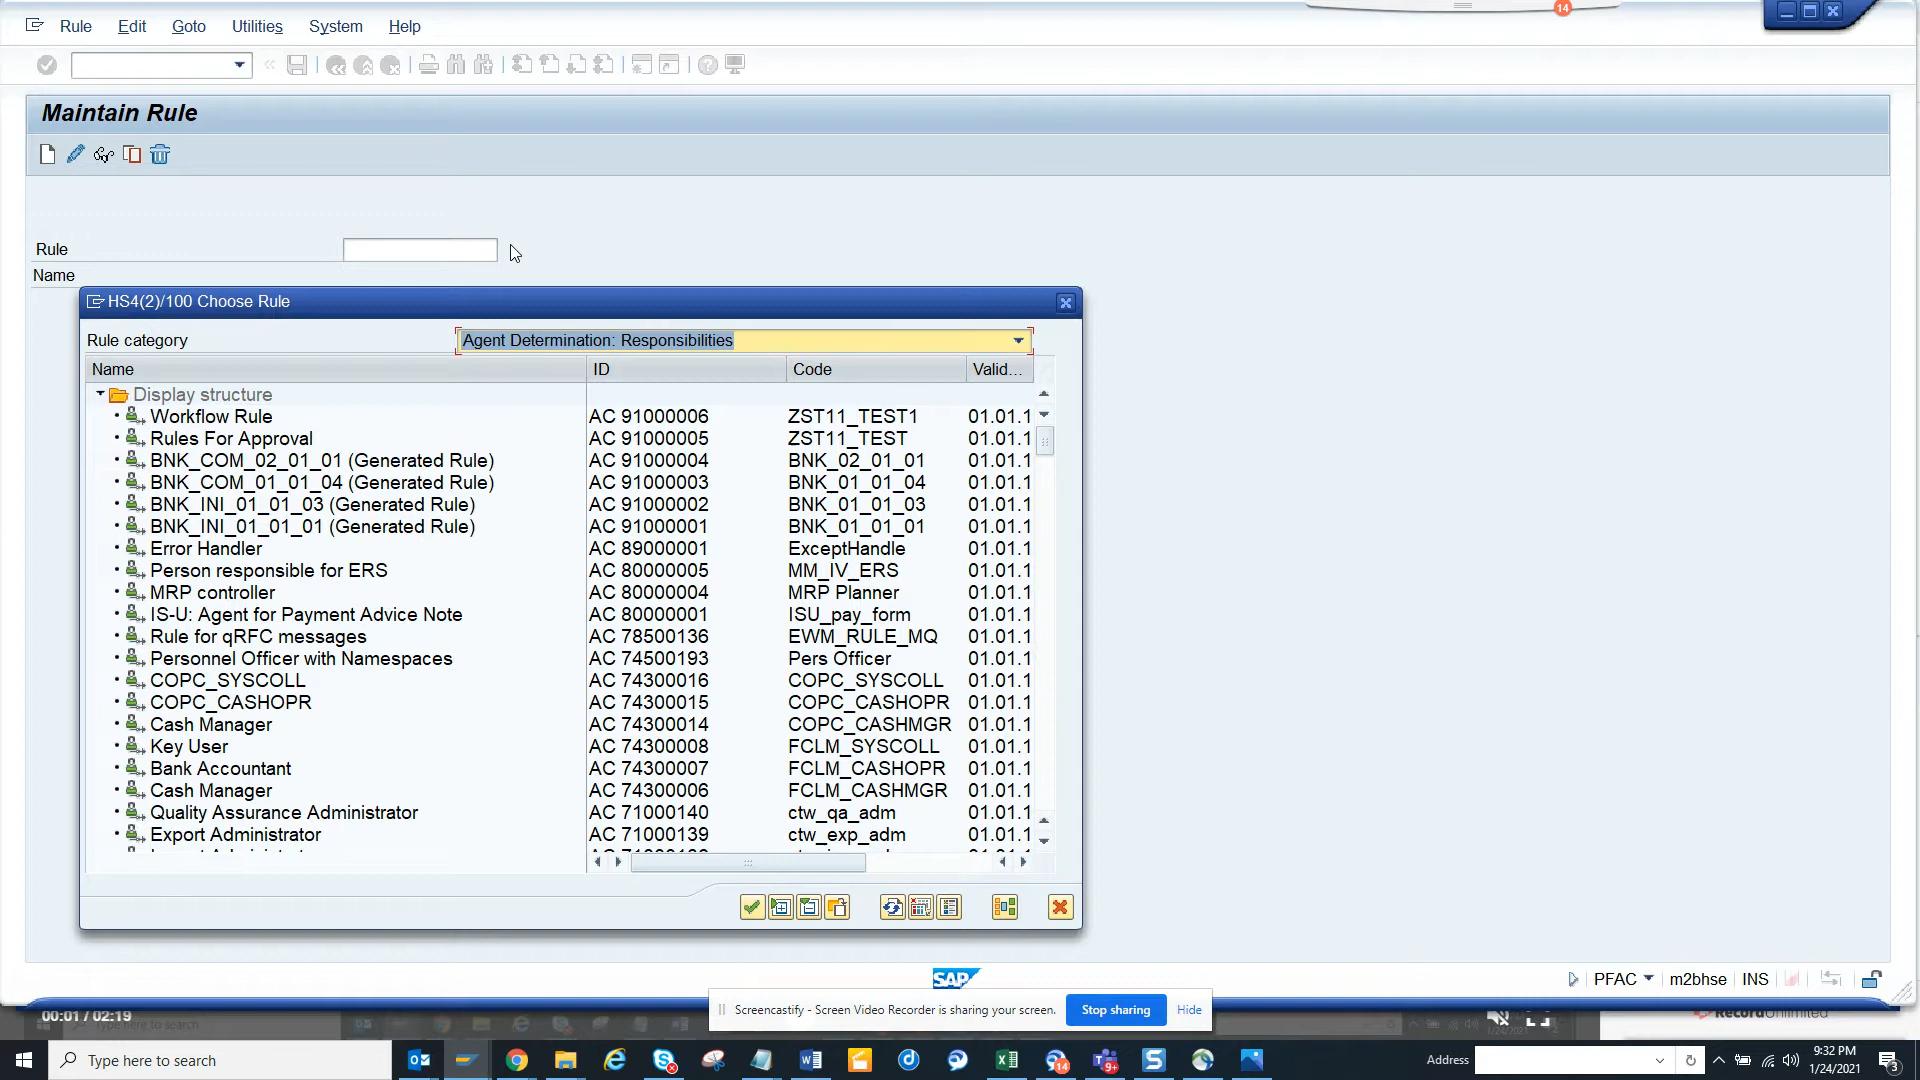 14
Rule Edit Goto Utilities System Help
Maintain Rule
Rule
Name
HS4(2)/100 Choose Rule
Rule category Agent Determination: Responsibilities
Name ID Code Valid...
Display structure
Workflow Rule AC 91000006 ZST11_TEST1 01.01.1
Rules For Approval AC 91000005 ZST11_TEST 01.01.1
BNK_COM_02_01_01 (Generated Rule) AC 91000004 BNK_02_01_01 01.01.1
BNK_COM_01_01_04 (Generated Rule) AC 91000003 BNK_01_01_04 01.01.1
BNK_INI_01_01_03 (Generated Rule) AC 91000002 BNK_01_01_03 01.01.1
BNK_INI_01_01_01 (Generated Rule) AC 91000001 BNK_01_01_01 01.01.1
Error Handler AC 89000001 ExceptHandle 01.01.1
Person responsible for ERS AC 80000005 MM_IV_ERS 01.01.1
MRP controller AC 80000004 MRP Planner 01.01.1
IS-U: Agent for Payment Advice Note AC 80000001 ISU_pay_form 01.01.1
Rule for qRFC messages AC 78500136 EWM_RULE_MQ 01.01.1
Personnel Officer with Namespaces AC 74500193 Pers Officer 01.01.1
COPC_SYSCOLL AC 74300016 COPC_SYSCOLL 01.01.1
COPC_CASHOPR AC 74300015 COPC_CASHOPR 01.01.1
Cash Manager AC 74300014 COPC_CASHMGR 01.01.1
Key User AC 74300008 FCLM_SYSCOLL 01.01.1
Bank Accountant AC 74300007 FCLM_CASHOPR 01.01.1
Cash Manager AC 74300006 FCLM_CASHMGR 01.01.1
Quality Assurance Administrator AC 71000140 ctw_qa_adm 01.01.1
Export Administrator AC 71000139 ctw_exp_adm 01.01.1
SAP
PFAC m2bhse INS
Screencastify - Screen Video Recorder is sharing your screen. Stop sharing Hide
00:01 / 02:19
Type here to search
RecordUnlimited
Type here to search
14
9+
Address
9:32 PM
1/24/2021
3